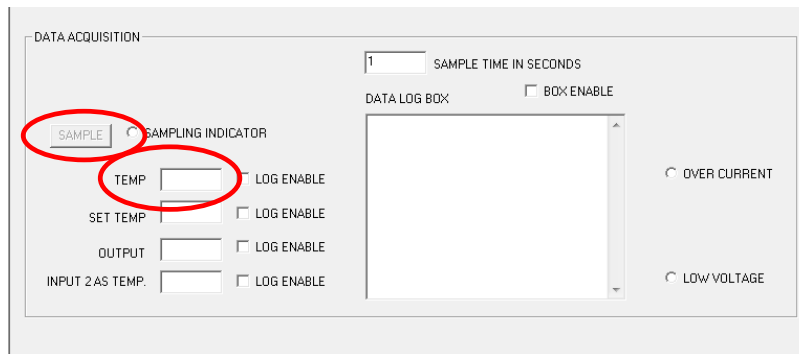 DATA ACQUISITION
1 SAMPLE TIME IN SECONDS
DATA LOG BOX BOX ENABLE
SAMPLE SAMPLING INDICATOR
TEMP LOG ENABLE
OVER CURRENT
SET TEMP LOG ENABLE
OUTPUT LOG ENABLE
INPUT 2 AS TEMP. LOG ENABLE
LOW VOLTAGE